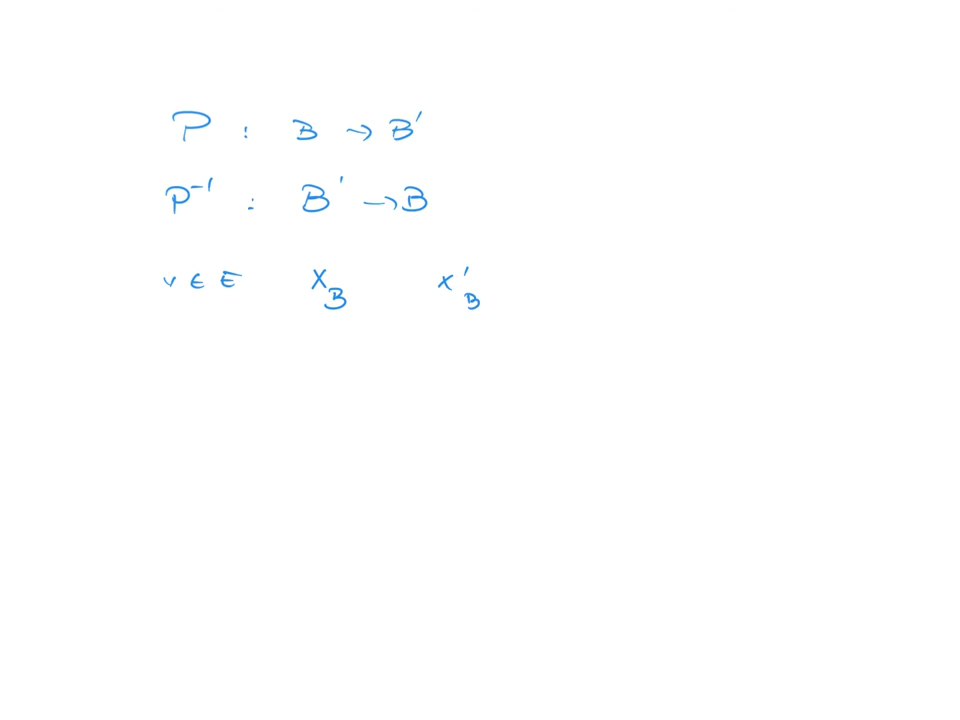 P : B → B'
P⁻¹ : B' → B
v ∈ E X_B x'_B